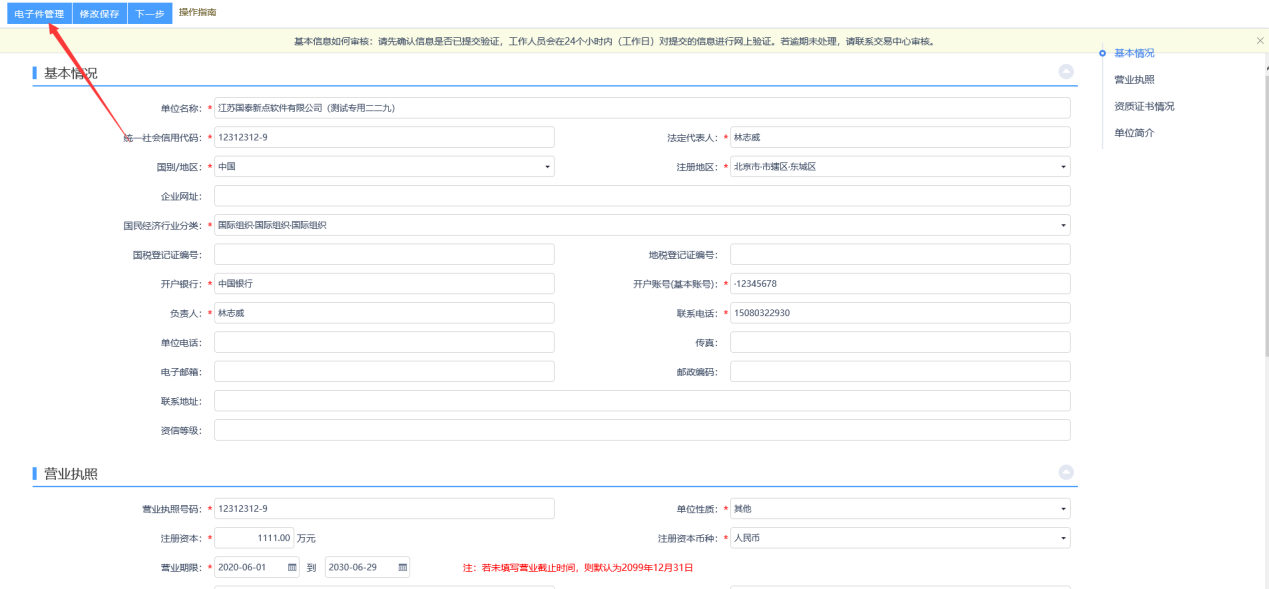 电子件管理 修改保存 下一步 操作指南
基本信息如何审核：请先确认信息是否已提交验证，工作人员会在24个小时内（工作日）对提交的信息进行网上验证。若逾期未处理，请联系交易中心审核。
基本情况
营业执照
资质证书情况
单位简介
基本情况
单位名称：* 江苏国泰新点软件有限公司（测试专用二二九）
统一社会信用代码：* 12312312-9 法定代表人：* 林志威
国别/地区：* 中国 注册地区：* 北京市·市辖区·东城区
企业网址：
国民经济行业分类：* 国际组织·国际组织·国际组织
国税登记证编号： 地税登记证编号：
开户银行：* 中国银行 开户账号(基本账号)：* -12345678
负责人：* 林志威 联系电话：* 15080322930
单位电话： 传真：
电子邮箱： 邮政编码：
联系地址：
资信等级：
营业执照
营业执照号码：* 12312312-9 单位性质：* 其他
注册资本：* 1111.00 万元 注册资本币种：* 人民币
营业期限：* 2020-06-01 到 2030-06-29 注：若未填写营业截止时间，则默认为2099年12月31日